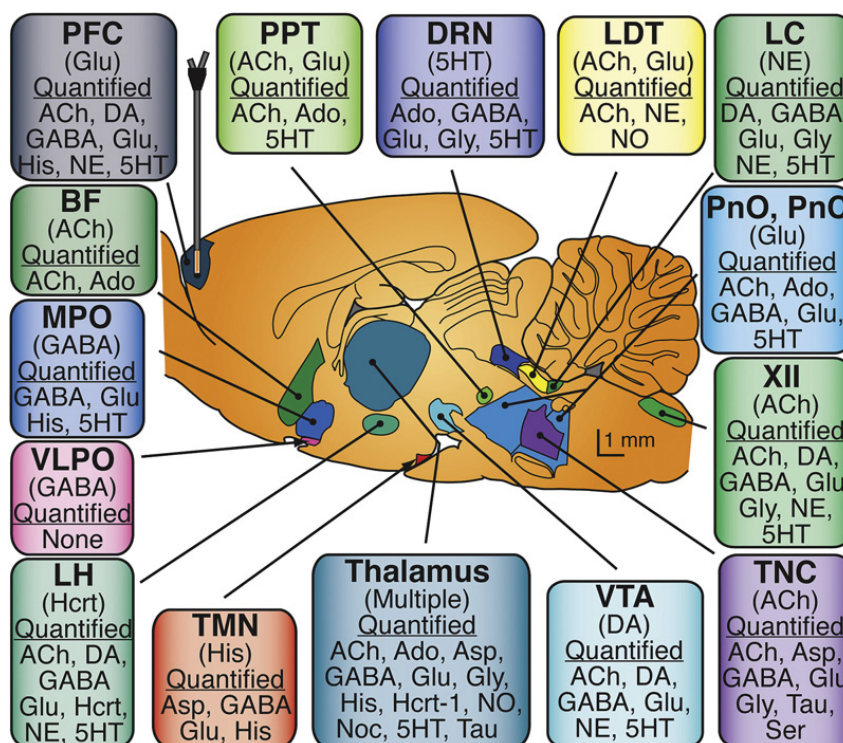 PFC
(Glu)
Quantified
ACh, DA,
GABA, Glu,
His, NE, 5HT
PPT
(ACh, Glu)
Quantified
ACh, Ado,
5HT
DRN
(5HT)
Quantified
Ado, GABA,
Glu, Gly, 5HT
LDT
(ACh, Glu)
Quantified
ACh, NE,
NO
LC
(NE)
Quantified
DA, GABA
Glu, Gly
NE, 5HT
BF
(ACh)
Quantified
ACh, Ado
PnO, PnC
(Glu)
Quantified
ACh, Ado,
GABA, Glu,
5HT
MPO
(GABA)
Quantified
GABA, Glu
His, 5HT
XII
(ACh)
Quantified
ACh, DA,
GABA, Glu
Gly, NE,
5HT
1 mm
VLPO
(GABA)
Quantified
None
LH
(Hcrt)
Quantified
ACh, DA,
GABA
Glu, Hcrt,
NE, 5HT
TMN
(His)
Quantified
Asp, GABA
Glu, His
Thalamus
(Multiple)
Quantified
ACh, Ado, Asp,
GABA, Glu, Gly,
His, Hcrt-1, NO,
Noc, 5HT, Tau
VTA
(DA)
Quantified
ACh, DA,
GABA, Glu,
NE, 5HT
TNC
(ACh)
Quantified
ACh, Asp,
GABA, Glu
Gly, Tau,
Ser